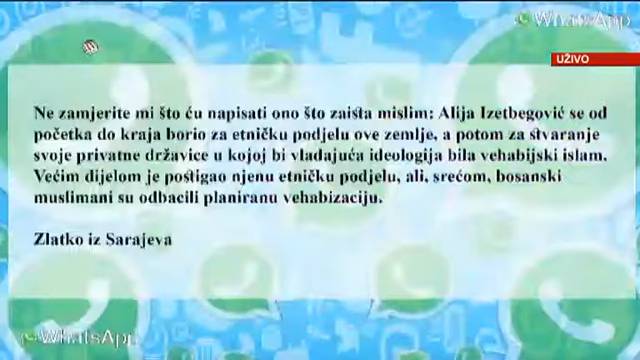 WhatsApp
UŽIVO
Ne zamjerite mi što ću napisati ono što zaista mislim: Alija Izetbegović se od
početka do kraja borio za etničku podjelu ove zemlje, a potom za stvaranje
svoje privatne državice u kojoj bi vladajuća ideologija bila vehabijski islam.
Većim dijelom je postigao njenu etničku podjelu, ali, srećom, bosanski
muslimani su odbacili planiranu vehabizaciju.
Zlatko iz Sarajeva
WhatsApp